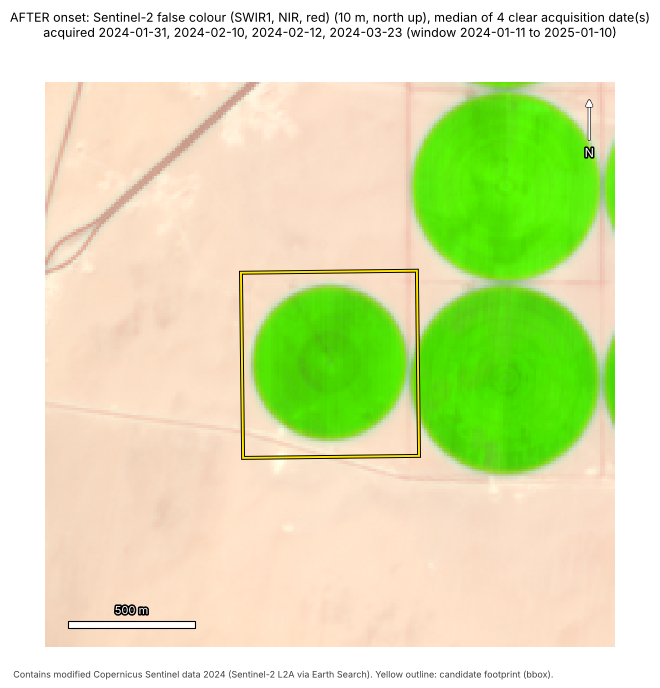 AFTER onset: Sentinel-2 false colour (SWIR1, NIR, red) (10 m, north up), median of 4 clear acquisition date(s)
acquired 2024-01-31, 2024-02-10, 2024-02-12, 2024-03-23 (window 2024-01-11 to 2025-01-10)
N
500 m
Contains modified Copernicus Sentinel data 2024 (Sentinel-2 L2A via Earth Search). Yellow outline: candidate footprint (bbox).